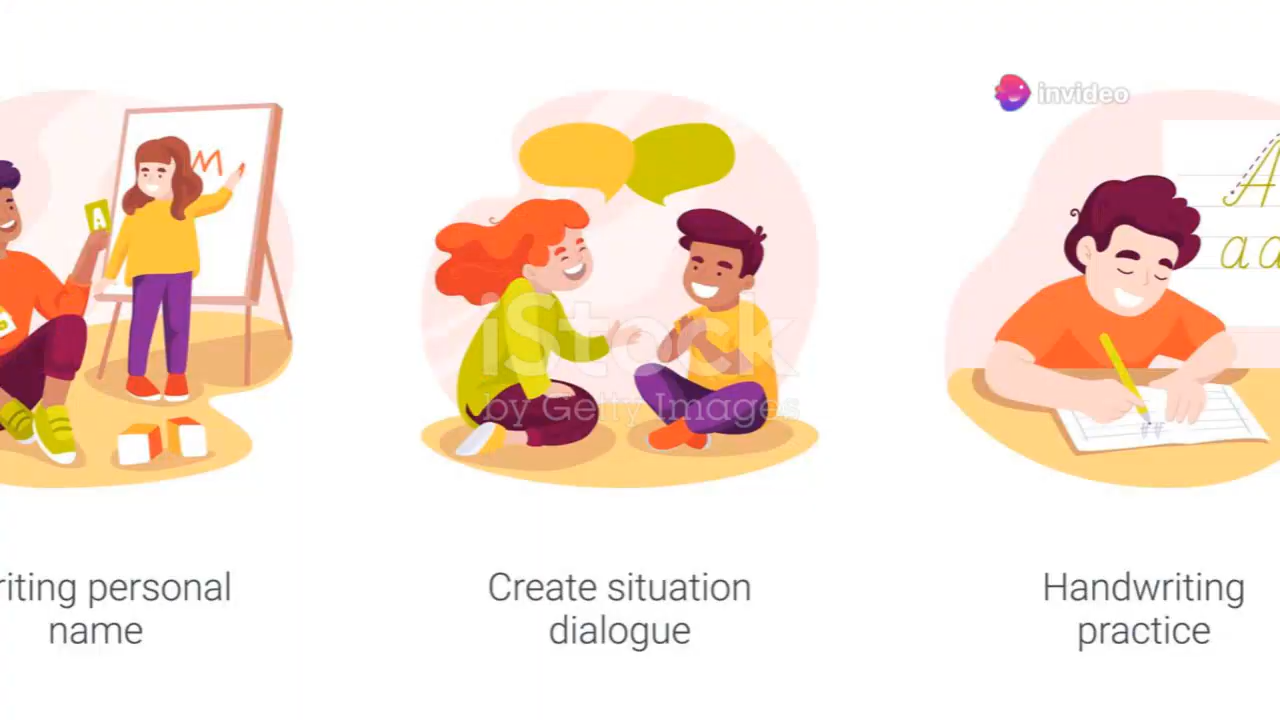 invideo
M
A
A
a a
iStock
by Getty Images
riting personal
name
Create situation
dialogue
Handwriting
practice